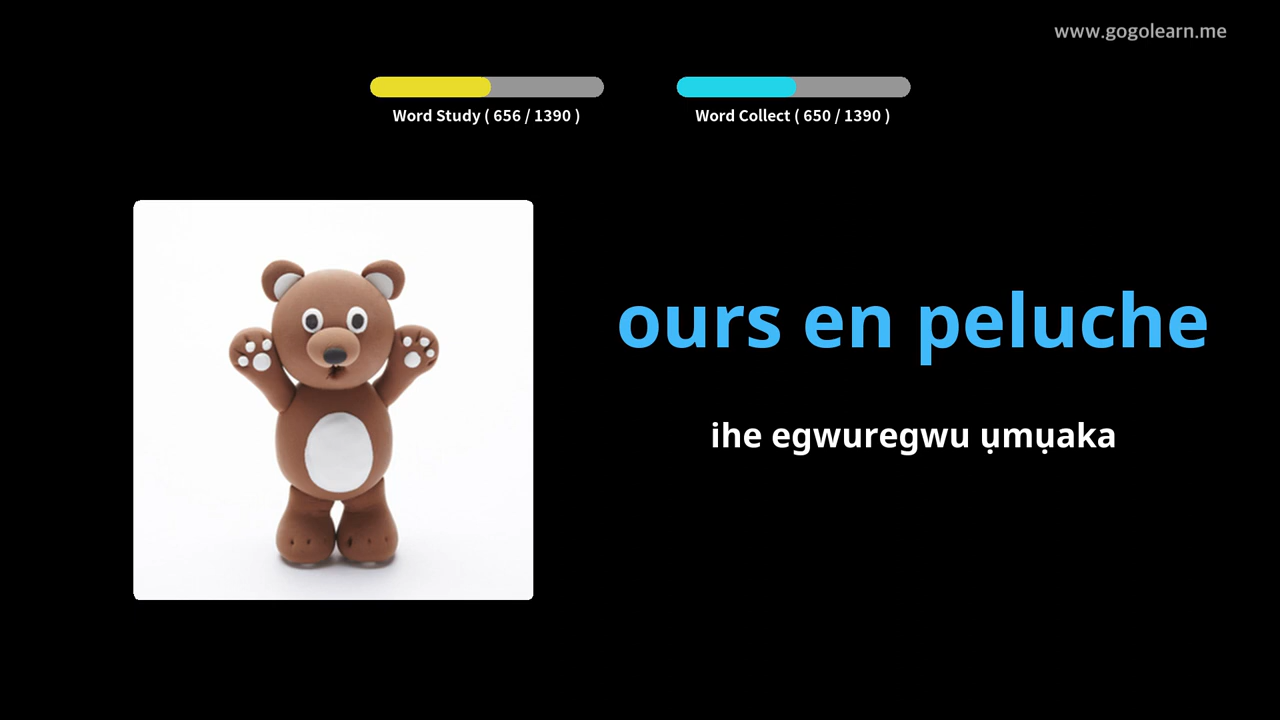 www.gogolearn.me
Word Study ( 656 / 1390 )
Word Collect ( 650 / 1390 )
ours en peluche
ihe egwuregwu ụmụaka